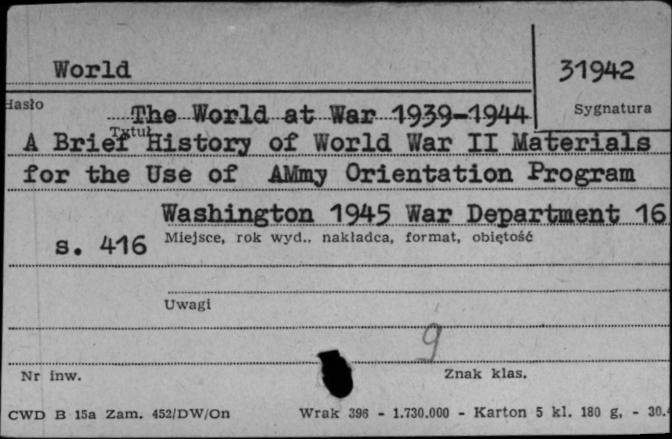 World
31942
Hasło
The World at War 1939-1944
Sygnatura
Tytuł
A Brief History of World War II Materials
for the Use of AMmy Orientation Program
Washington 1945 War Department 16
s. 416
Miejsce, rok wyd., nakładca, format, obiętość
Uwagi
9
Nr inw.
Znak klas.
CWD B 15a Zam. 452/DW/On
Wrak 396 - 1.730.000 - Karton 5 kl. 180 g. - 30.